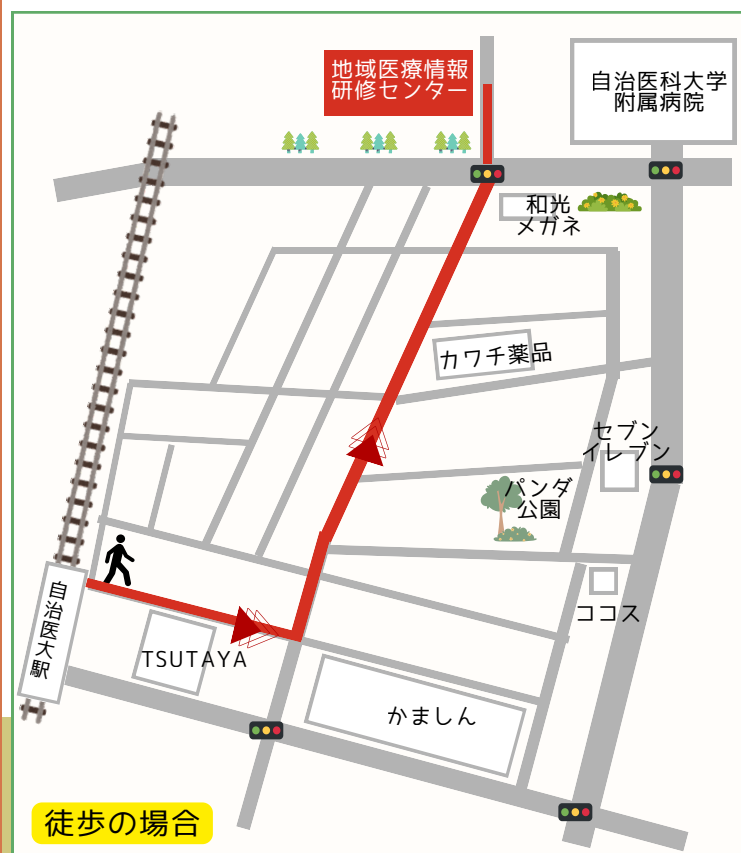 地域医療情報
研修センター
自治医科大学
附属病院
和光
メガネ
カワチ薬品
セブン
イレブン
パンダ
公園
ココス
自治医大駅
TSUTAYA
かましん
徒歩の場合